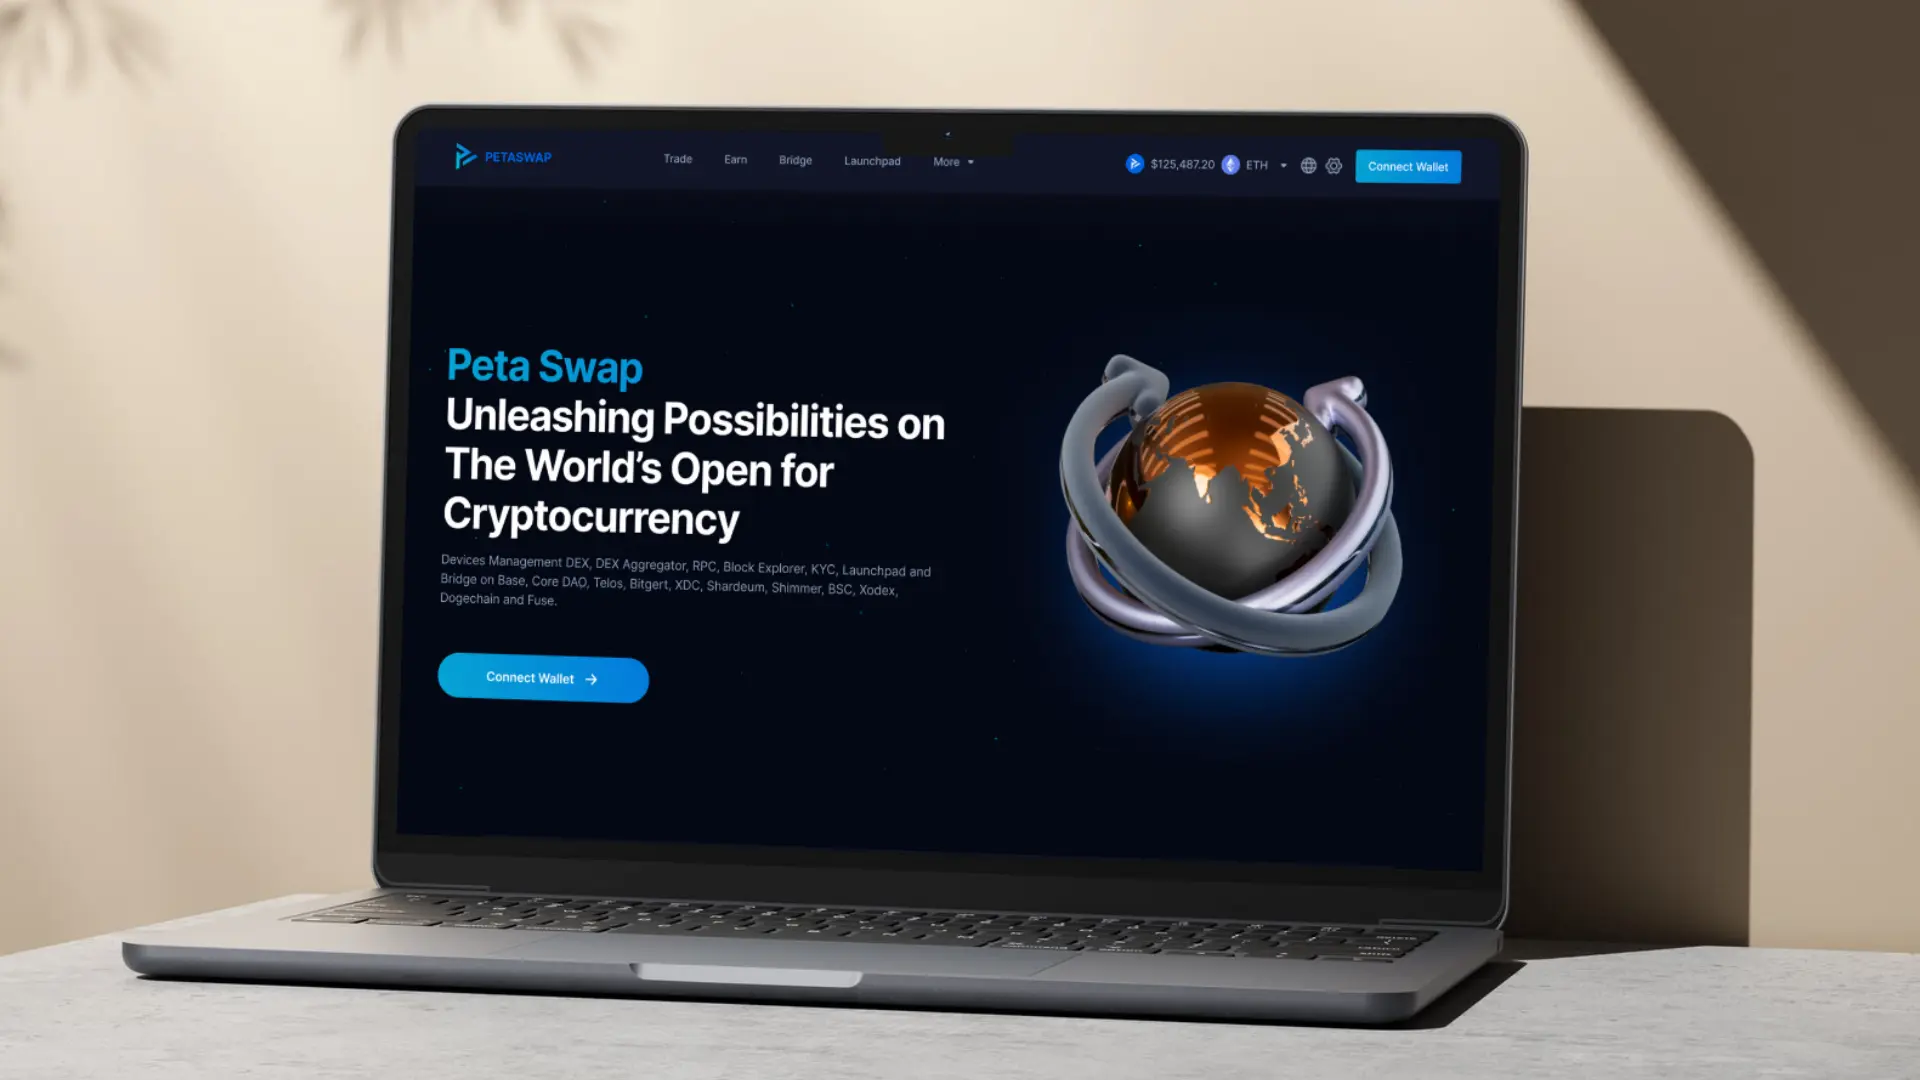 PETASWAP
Trade
Earn
Bridge
Launchpad
More
$125,487.20
ETH
Connect Wallet
Peta Swap
Unleashing Possibilities on
The World’s Open for
Cryptocurrency
Devices Management DEX, DEX Aggregator, RPC, Block Explorer, KYC, Launchpad and
Bridge on Base, Core DAO, Telos, Bitgert, XDC, Shardeum, Shimmer, BSC, Xodex,
Dogechain and Fuse.
Connect Wallet